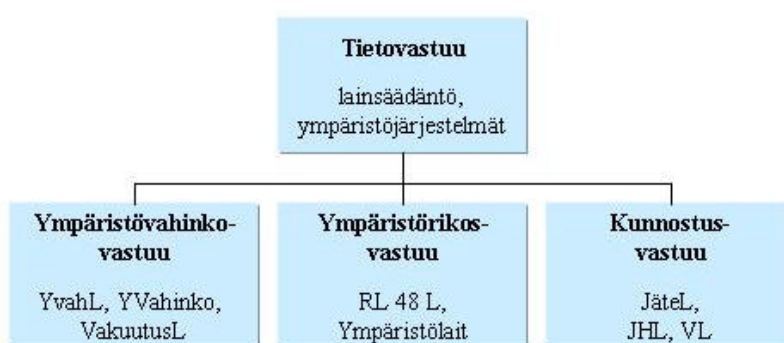 Tietovastuu
lainsäädäntö,
ympäristöjärjestelmät
Ympäristövahinko-
vastuu
YvahL, YVahinko,
VakuutusL
Ympäristörikos-
vastuu
RL 48 L,
Ympäristölait
Kunnostus-
vastuu
JäteL,
JHL, VL